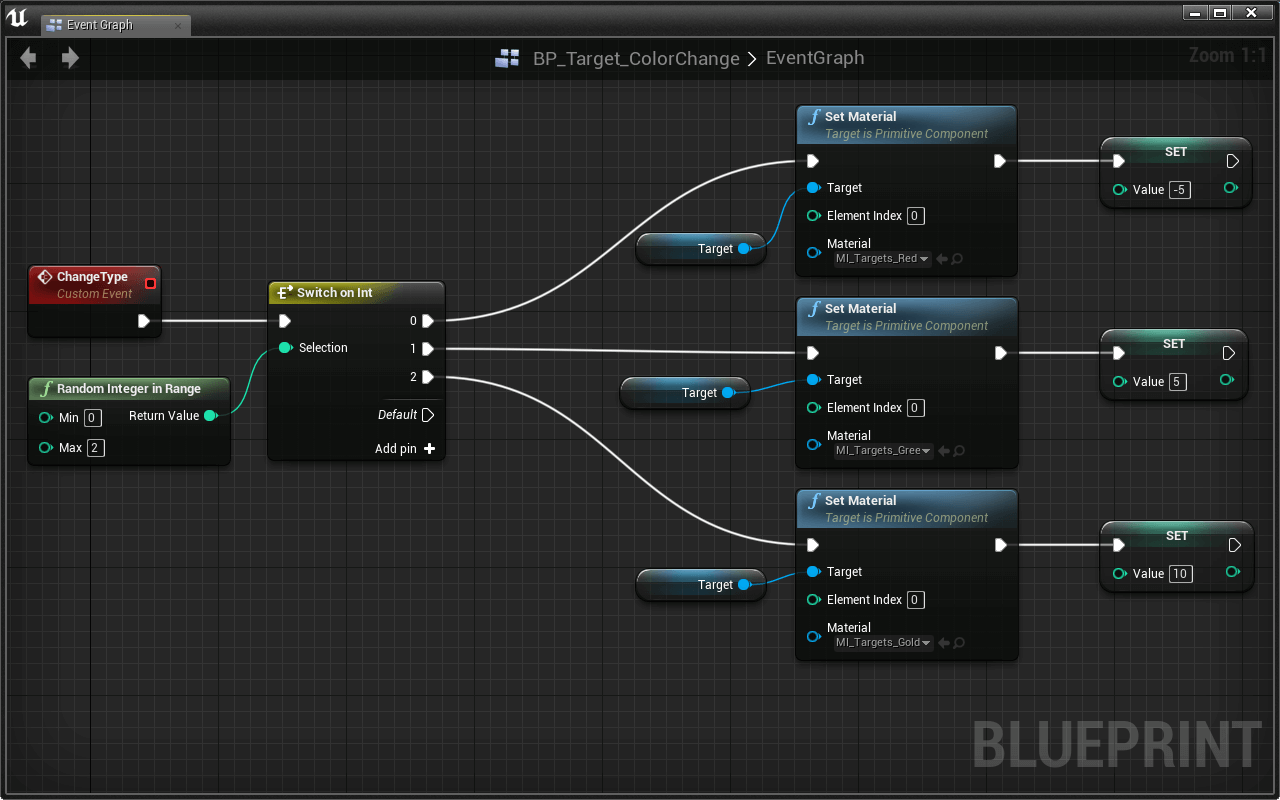 Event Graph
BP_Target_ColorChange > EventGraph
Zoom 1:1
ChangeType
Custom Event
Random Integer in Range
Min 0
Return Value
Max 2
Switch on Int
0
Selection
1
2
Default
Add pin
Target
Set Material
Target is Primitive Component
Target
Element Index 0
Material
MI_Targets_Red
SET
Value -5
Target
Set Material
Target is Primitive Component
Target
Element Index 0
Material
MI_Targets_Gree
SET
Value 5
Target
Set Material
Target is Primitive Component
Target
Element Index 0
Material
MI_Targets_Gold
SET
Value 10
BLUEPRINT